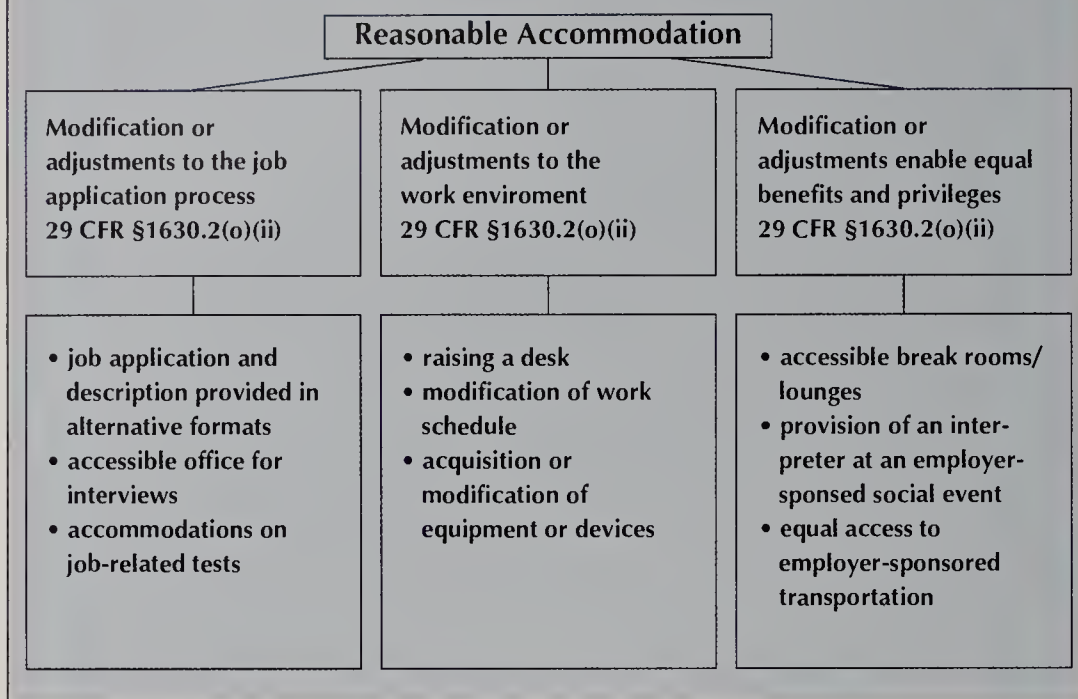 Reasonable Accommodation
Modification or
adjustments to the job
application process
29 CFR §1630.2(o)(ii)
Modification or
adjustments to the
work enviroment
29 CFR §1630.2(o)(ii)
Modification or
adjustments enable equal
benefits and privileges
29 CFR §1630.2(o)(ii)
• job application and
description provided in
alternative formats
• accessible office for
interviews
• accommodations on
job-related tests
• raising a desk
• modification of work
schedule
• acquisition or
modification of
equipment or devices
• accessible break rooms/
lounges
• provision of an inter-
preter at an employer-
sponsed social event
• equal access to
employer-sponsored
transportation